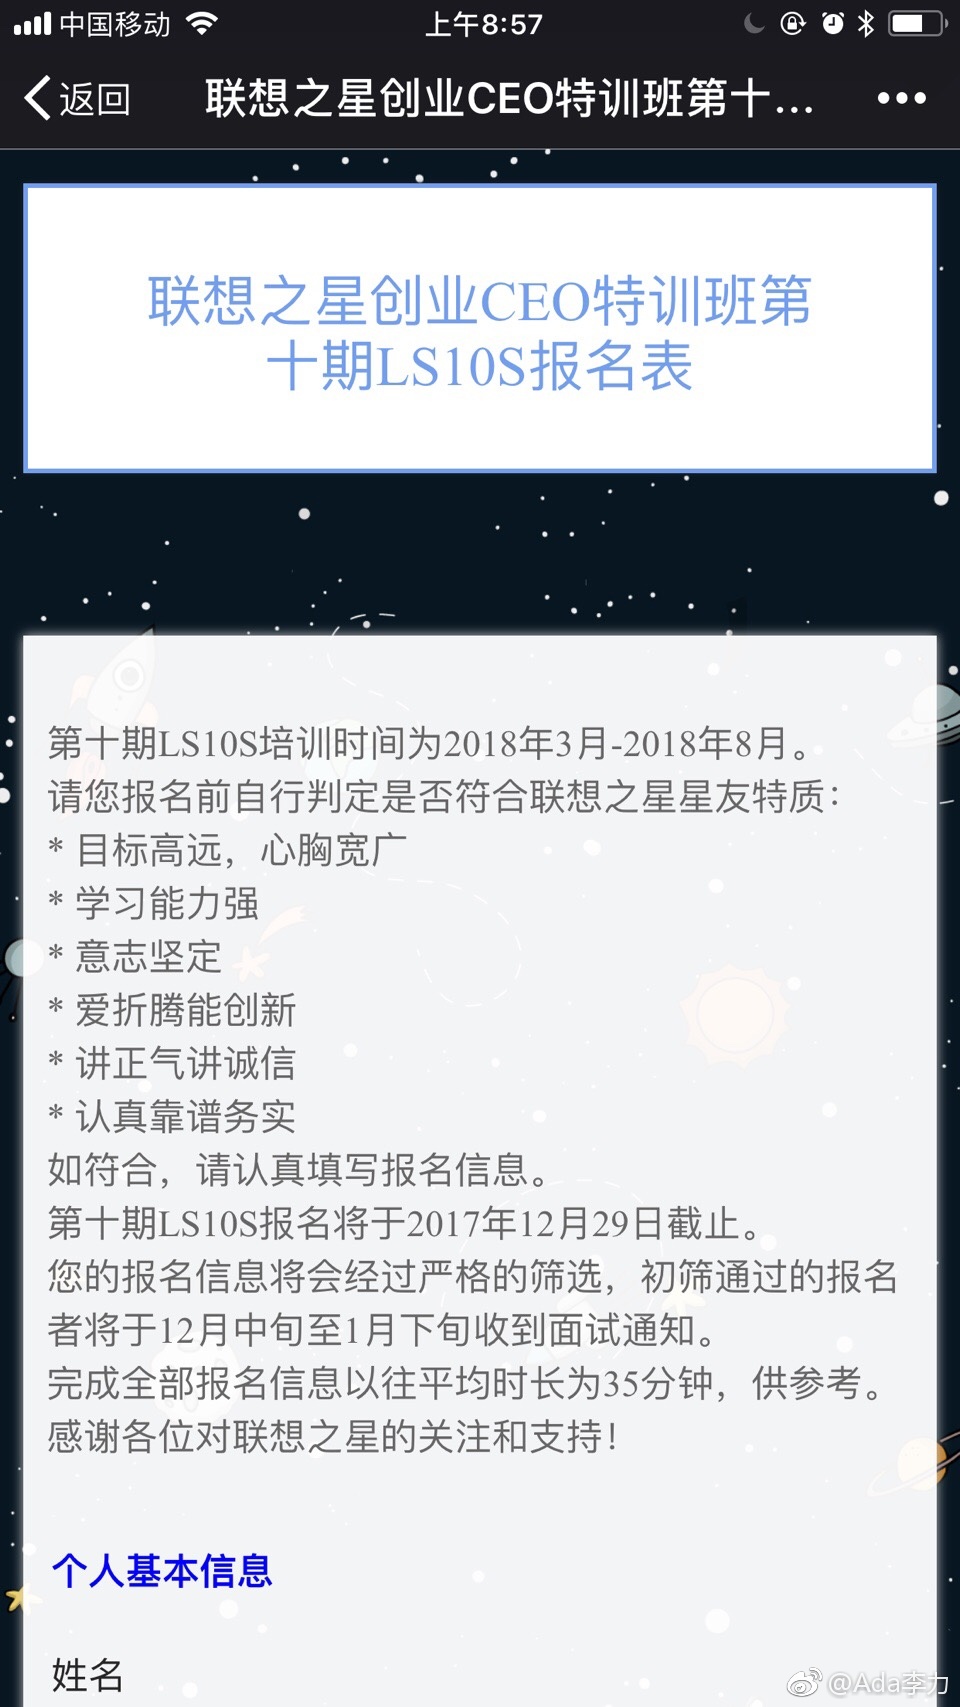 中国移动 上午8:57
返回 联想之星创业CEO特训班第十...
联想之星创业CEO特训班第
十期LS10S报名表
第十期LS10S培训时间为2018年3月-2018年8月。
请您报名前自行判定是否符合联想之星星友特质：
* 目标高远，心胸宽广
* 学习能力强
* 意志坚定
* 爱折腾能创新
* 讲正气讲诚信
* 认真靠谱务实
如符合，请认真填写报名信息。
第十期LS10S报名将于2017年12月29日截止。
您的报名信息将会经过严格的筛选，初筛通过的报名
者将于12月中旬至1月下旬收到面试通知。
完成全部报名信息以往平均时长为35分钟，供参考。
感谢各位对联想之星的关注和支持！
个人基本信息
姓名
@Ada李力